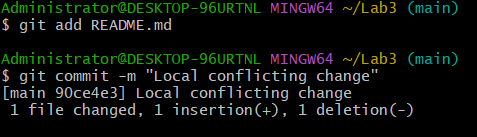 Administrator@DESKTOP-96URTNL MINGW64 ~/Lab3 (main)
$ git add README.md
Administrator@DESKTOP-96URTNL MINGW64 ~/Lab3 (main)
$ git commit -m "Local conflicting change"
[main 90ce4e3] Local conflicting change
 1 file changed, 1 insertion(+), 1 deletion(-)